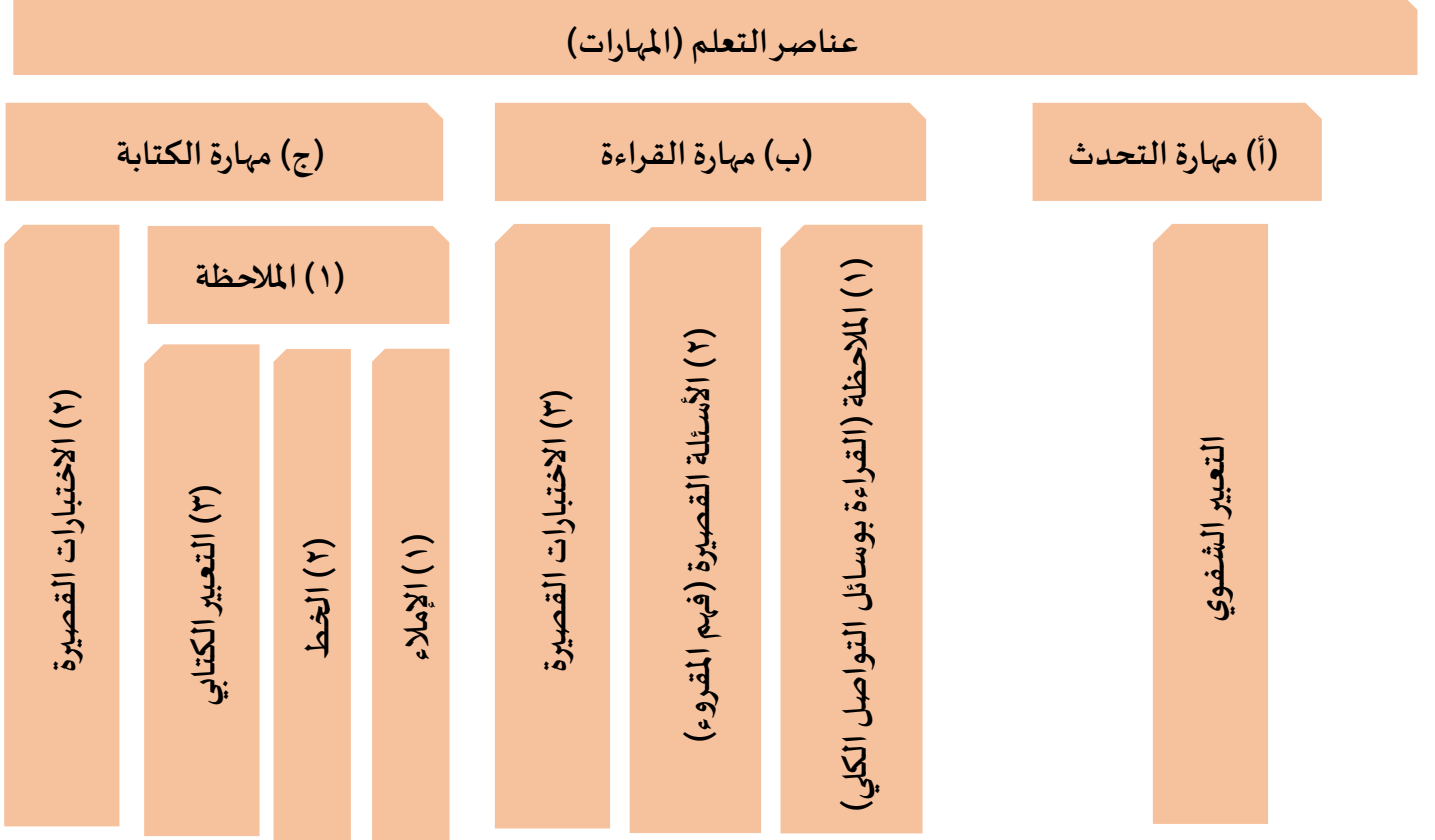 عناصر التعلم (المهارات)
(أ) مهارة التحدث
(ب) مهارة القراءة
(ج) مهارة الكتابة
التعبير الشفوي
(١) الملاحظة (القراءة بوسائل التواصل الكلي)
(٢) الأسئلة القصيرة (فهم المقروء)
(٣) الاختبارات القصيرة
(١) الملاحظة
(١) الإملاء
(٢) الخط
(٣) التعبير الكتابي
(٢) الاختبارات القصيرة